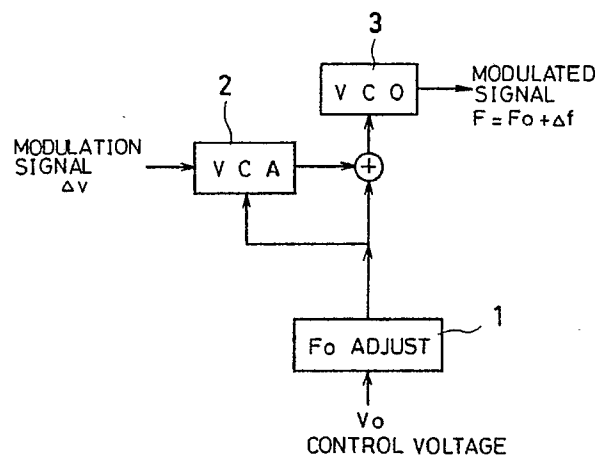 3
V C O
MODULATED
SIGNAL
F = Fo + Δf
2
MODULATION
SIGNAL
Δv
V C A
+
1
Fo ADJUST
Vo
CONTROL VOLTAGE